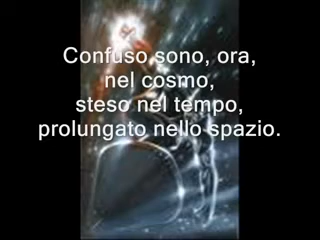 Confuso sono, ora,
nel cosmo,
steso nel tempo,
prolungato nello spazio.